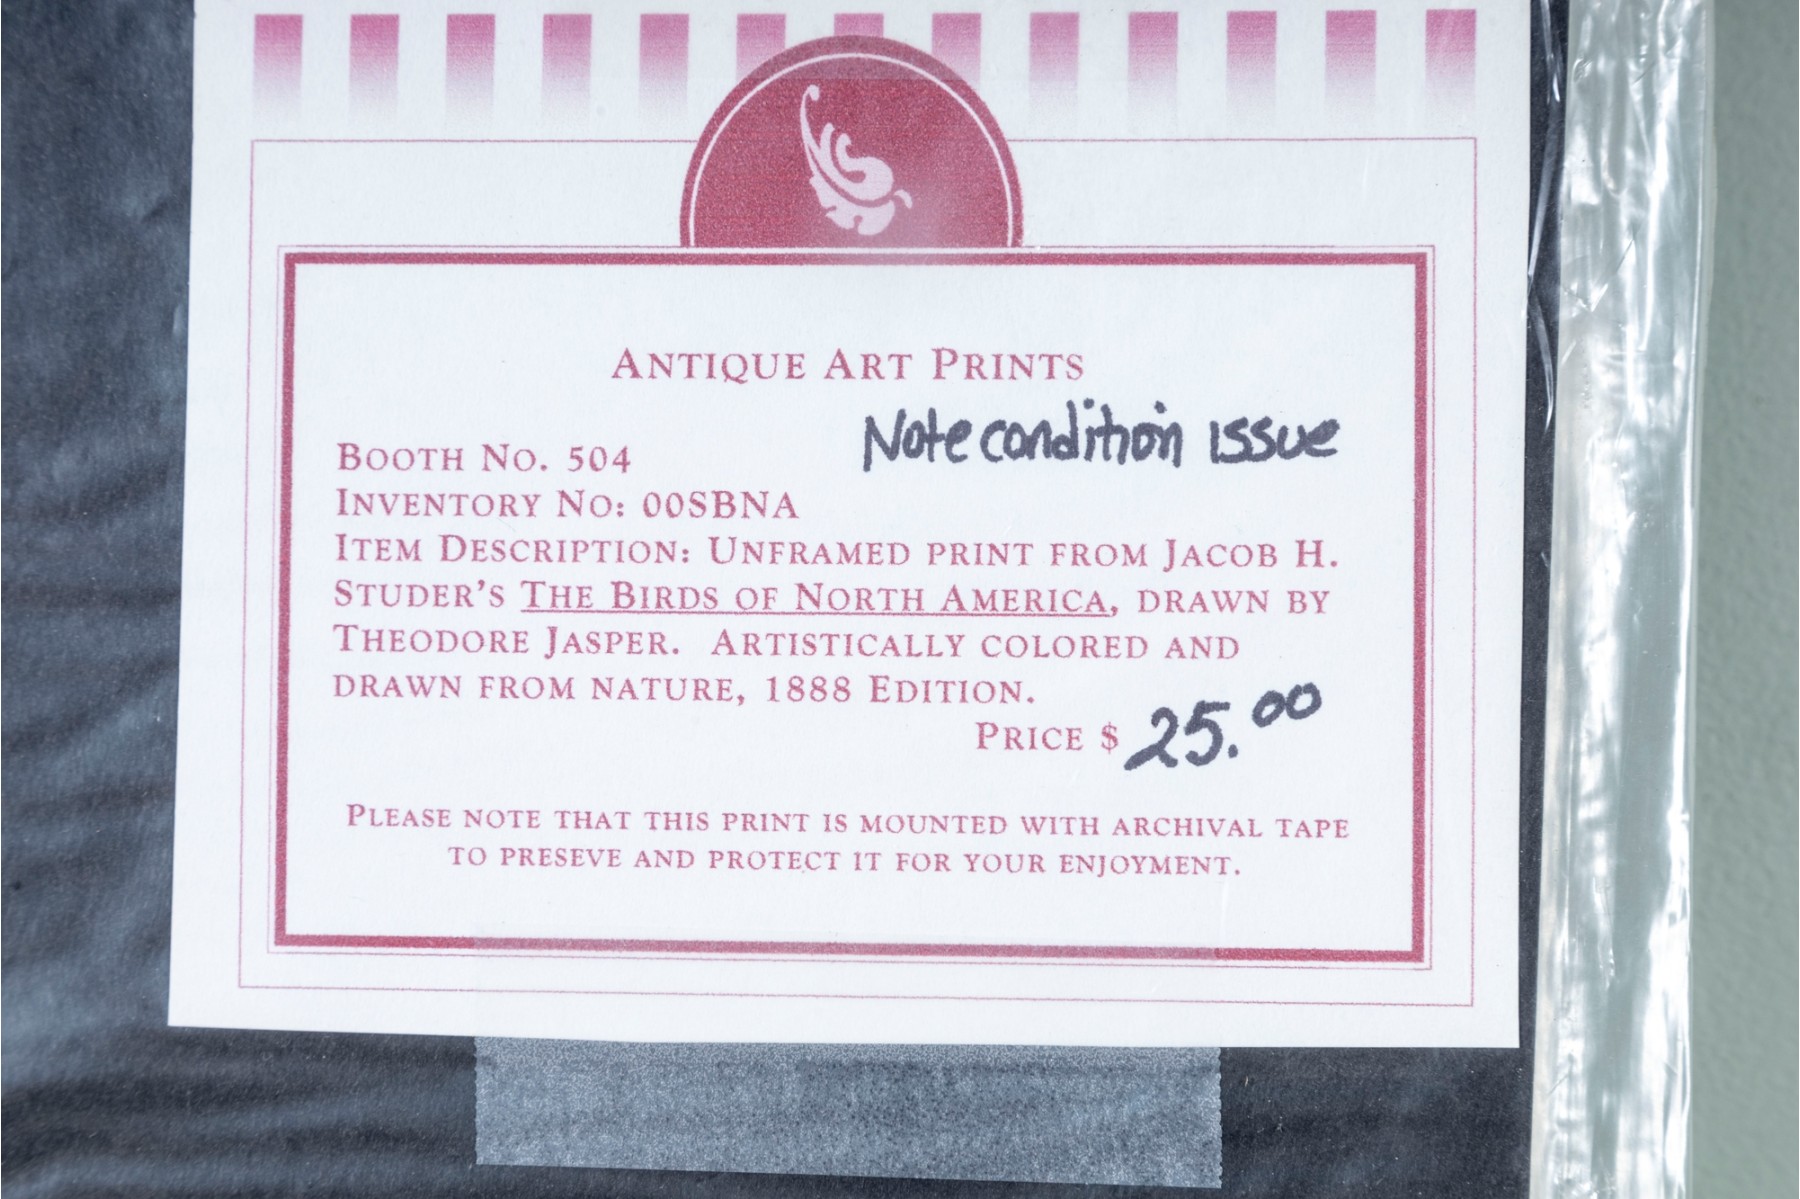 ANTIQUE ART PRINTS
Note condition issue
BOOTH NO. 504
INVENTORY NO: 00SBNA
ITEM DESCRIPTION: UNFRAMED PRINT FROM JACOB H.
STUDER'S THE BIRDS OF NORTH AMERICA, DRAWN BY
THEODORE JASPER. ARTISTICALLY COLORED AND
DRAWN FROM NATURE, 1888 EDITION.
PRICE $ 25.00
PLEASE NOTE THAT THIS PRINT IS MOUNTED WITH ARCHIVAL TAPE
TO PRESEVE AND PROTECT IT FOR YOUR ENJOYMENT.